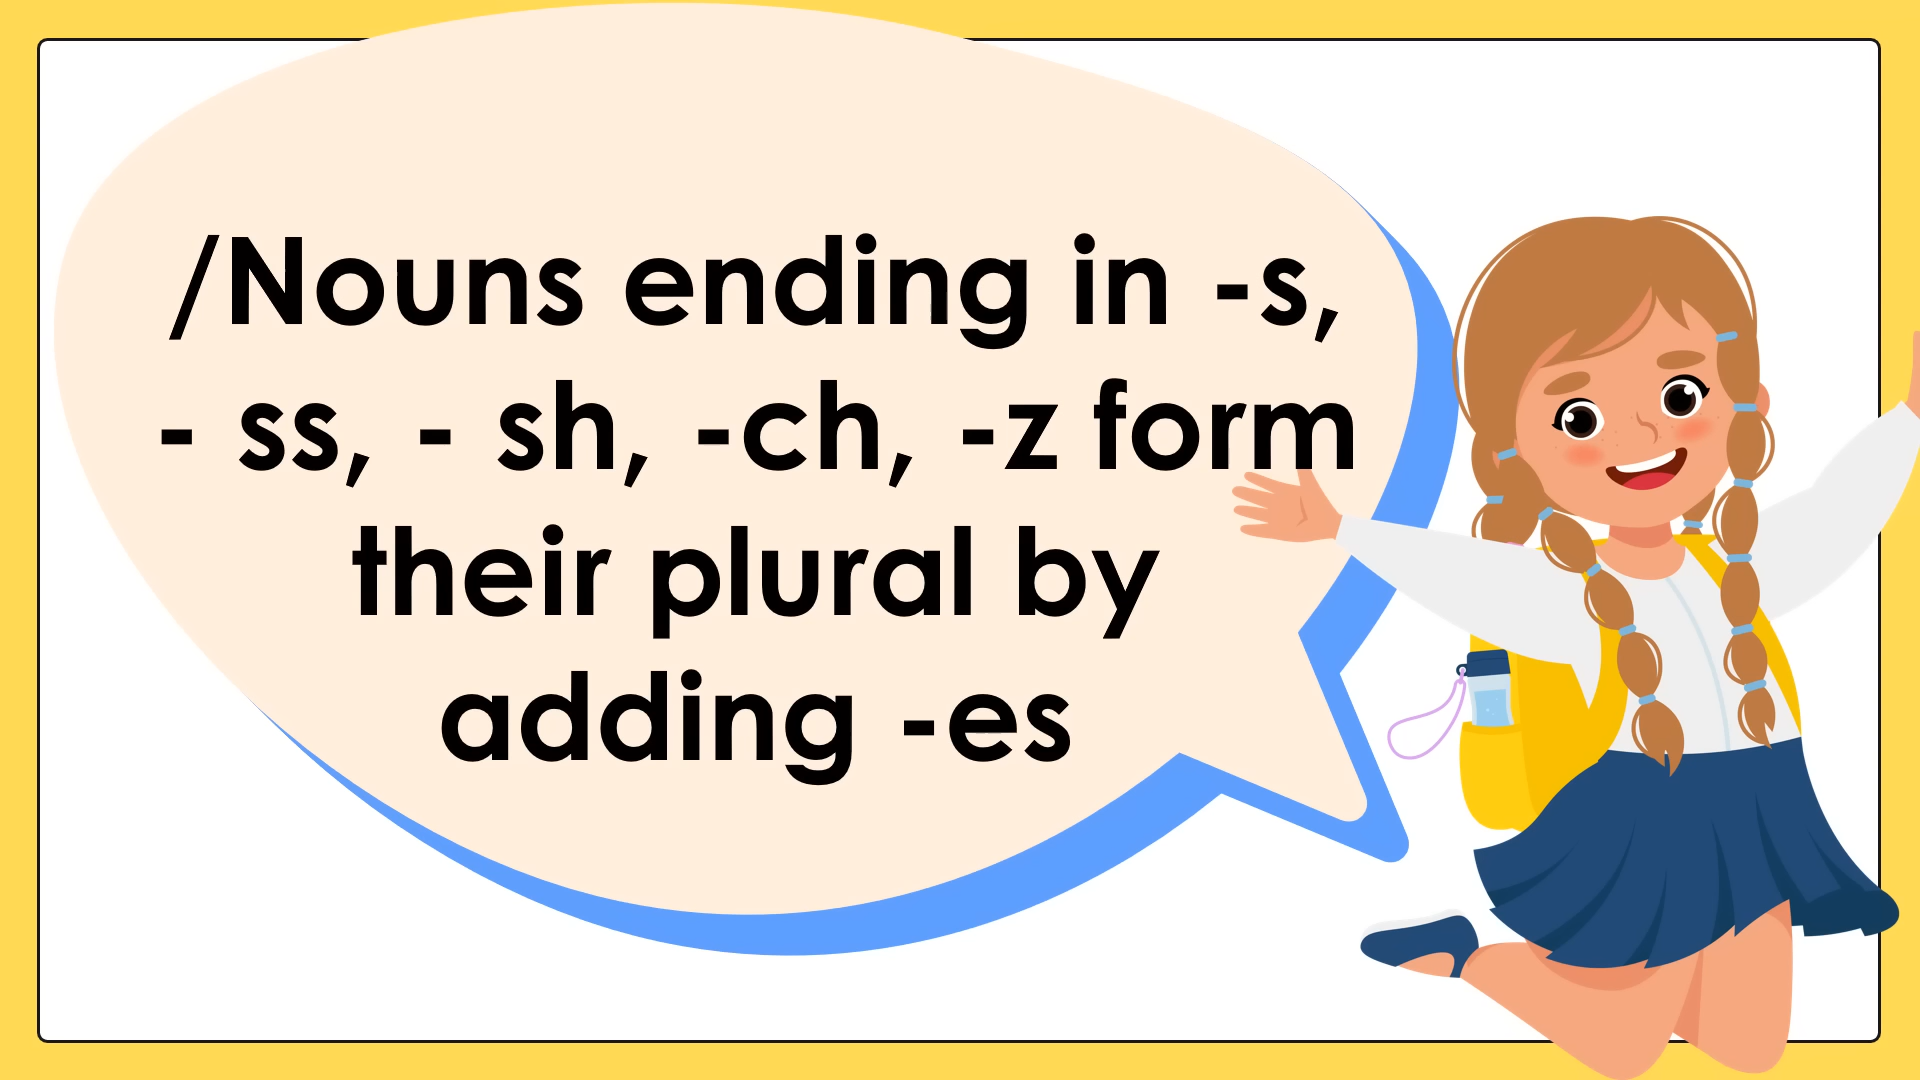 /Nouns ending in -s,
- ss, - sh, -ch, -z form
their plural by
adding -es